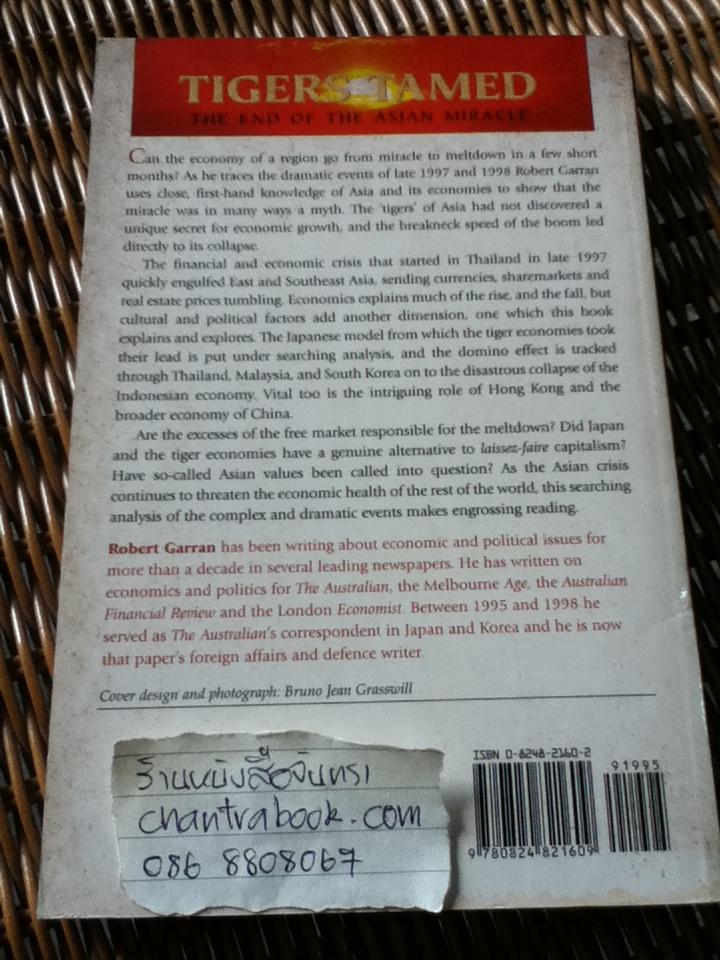 TIGERS TAMED
THE END OF THE ASIAN MIRACLE
Can the economy of a region go from miracle to meltdown in a few short
months? As he traces the dramatic events of late 1997 and 1998 Robert Garran
uses close, first-hand knowledge of Asia and its economies to show that the
miracle was in many ways a myth. The 'tigers' of Asia had not discovered a
unique secret for economic growth, and the breakneck speed of the boom led
directly to its collapse.
The financial and economic crisis that started in Thailand in late 1997
quickly engulfed East and Southeast Asia, sending currencies, sharemarkets and
real estate prices tumbling. Economics explains much of the rise, and the fall, but
cultural and political factors add another dimension, one which this book
explains and explores. The Japanese model from which the tiger economies took
their lead is put under searching analysis, and the domino effect is tracked
through Thailand, Malaysia, and South Korea on to the disastrous collapse of the
Indonesian economy. Vital too is the intriguing role of Hong Kong and the
broader economy of China.
Are the excesses of the free market responsible for the meltdown? Did Japan
and the tiger economies have a genuine alternative to laissez-faire capitalism?
Have so-called Asian values been called into question? As the Asian crisis
continues to threaten the economic health of the rest of the world, this searching
analysis of the complex and dramatic events makes engrossing reading.
Robert Garran has been writing about economic and political issues for
more than a decade in several leading newspapers. He has written on
economics and politics for The Australian, the Melbourne Age, the Australian
Financial Review and the London Economist. Between 1995 and 1998 he
served as The Australian's correspondent in Japan and Korea and he is now
that paper's foreign affairs and defence writer.
Cover design and photograph: Bruno Jean Grasswill
ร้านหนังสือจันทรา
chantrabook.com
086 8808067
ISBN 0-8248-2160-2
91995
9 780824 821609